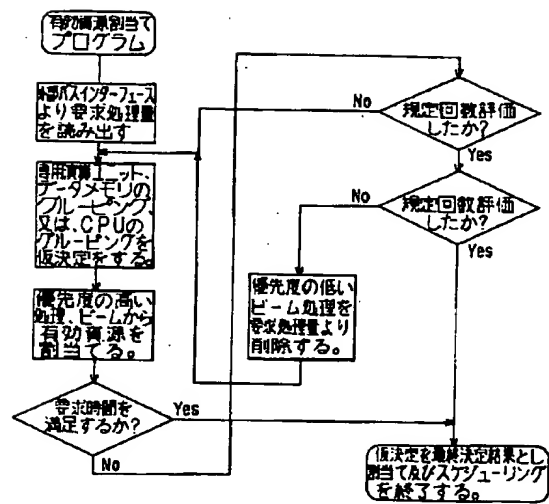 有効資源割当て
プログラム
外部バスインターフェース
より要求処理量
を読み出す
専用演算ユニット、
データメモリの
グルーピング、
又は、CPUの
グルーピングを
仮決定をする。
優先度の高い
処理、ビームから
有効資源を
割当てる。
要求時間を
満足するか?
Yes
No
規定回数評価
したか?
No
Yes
規定回数評価
したか?
No
Yes
優先度の低い
ビーム処理を
要求処理量より
削除する。
仮決定を最終決定結果とし
割当て及びスケジューリング
を終了する。